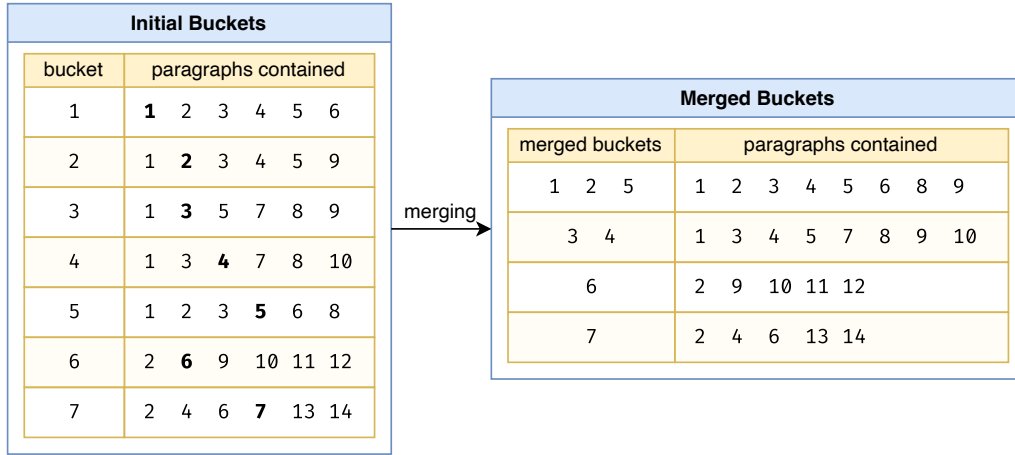 Initial Buckets
bucket paragraphs contained
1 1 2 3 4 5 6
2 1 2 3 4 5 9
3 1 3 5 7 8 9
4 1 3 4 7 8 10
5 1 2 3 5 6 8
6 2 6 9 10 11 12
7 2 4 6 7 13 14
merging
Merged Buckets
merged buckets paragraphs contained
1 2 5 1 2 3 4 5 6 8 9
3 4 1 3 4 5 7 8 9 10
6 2 9 10 11 12
7 2 4 6 13 14